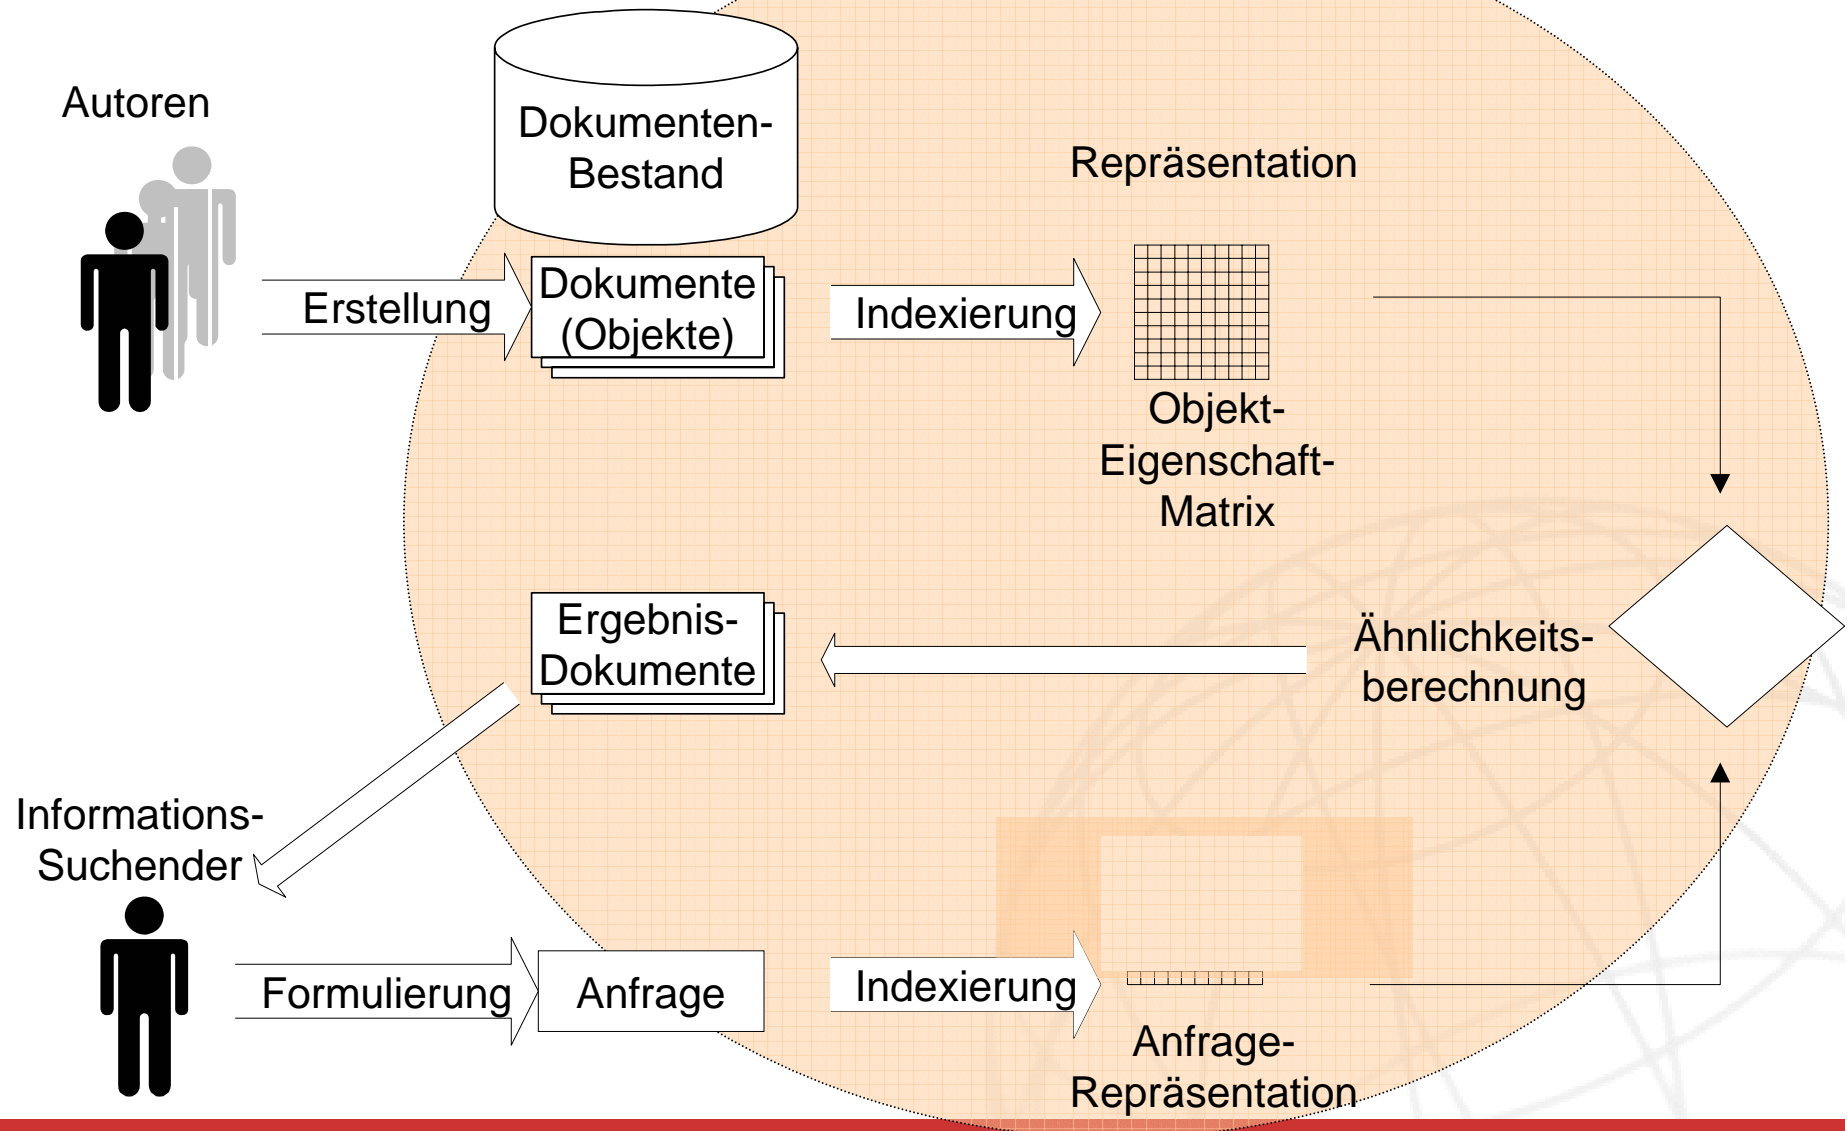 Autoren
Dokumenten-
Bestand
Repräsentation
Erstellung
Dokumente
(Objekte)
Indexierung
Objekt-
Eigenschaft-
Matrix
Ergebnis-
Dokumente
Ähnlichkeits-
berechnung
Informations-
Suchender
Formulierung
Anfrage
Indexierung
Anfrage-
Repräsentation